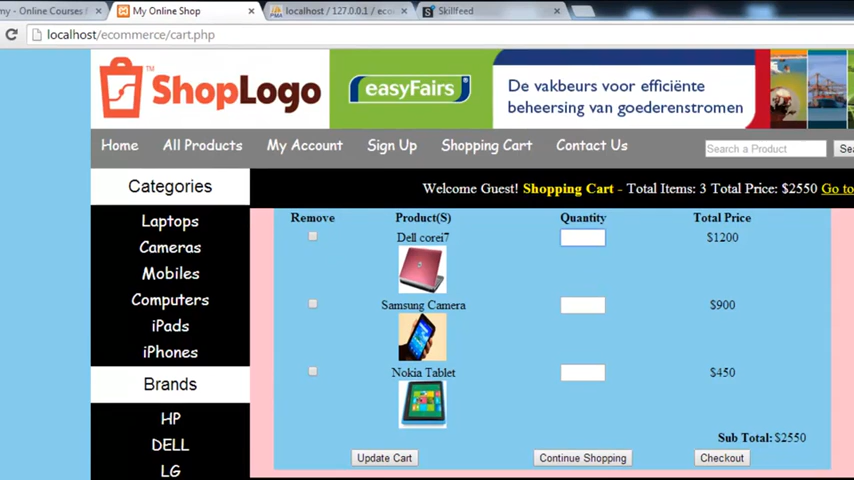 my - Online Courses
My Online Shop
localhost / 127.0.0.1 / eco
Skillfeed
localhost/ecommerce/cart.php
ShopLogo
TM
easyFairs
De vakbeurs voor efficiënte
beheersing van goederenstromen
Home All Products My Account Sign Up Shopping Cart Contact Us
Search a Product
Sea
Categories
Welcome Guest! Shopping Cart - Total Items: 3 Total Price: $2550 Go to
Remove Product(S) Quantity Total Price
Laptops
Dell corei7 $1200
Cameras
Mobiles
Computers
Samsung Camera $900
iPads
iPhones
Nokia Tablet $450
Brands
HP
DELL
LG
Sub Total: $2550
Update Cart Continue Shopping Checkout